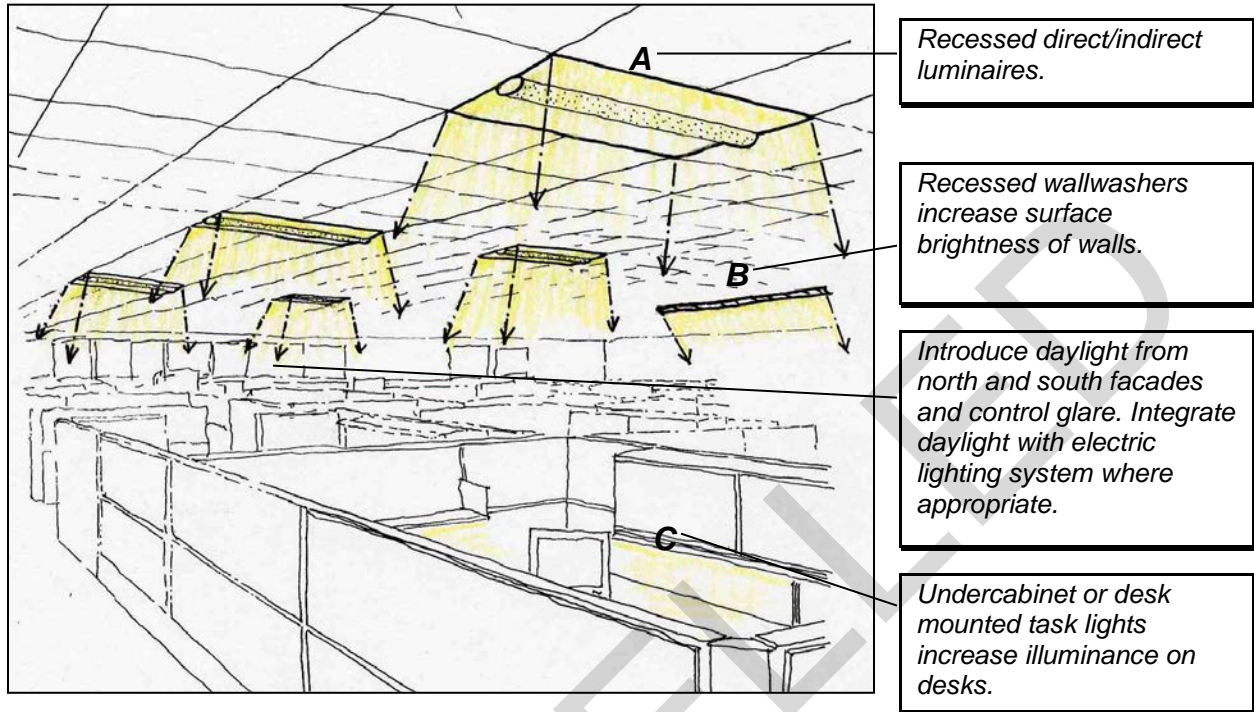 A
Recessed direct/indirect
luminaires.
Recessed wallwashers
increase surface
brightness of walls.
B
Introduce daylight from
north and south facades
and control glare. Integrate
daylight with electric
lighting system where
appropriate.
C
Undercabinet or desk
mounted task lights
increase illuminance on
desks.